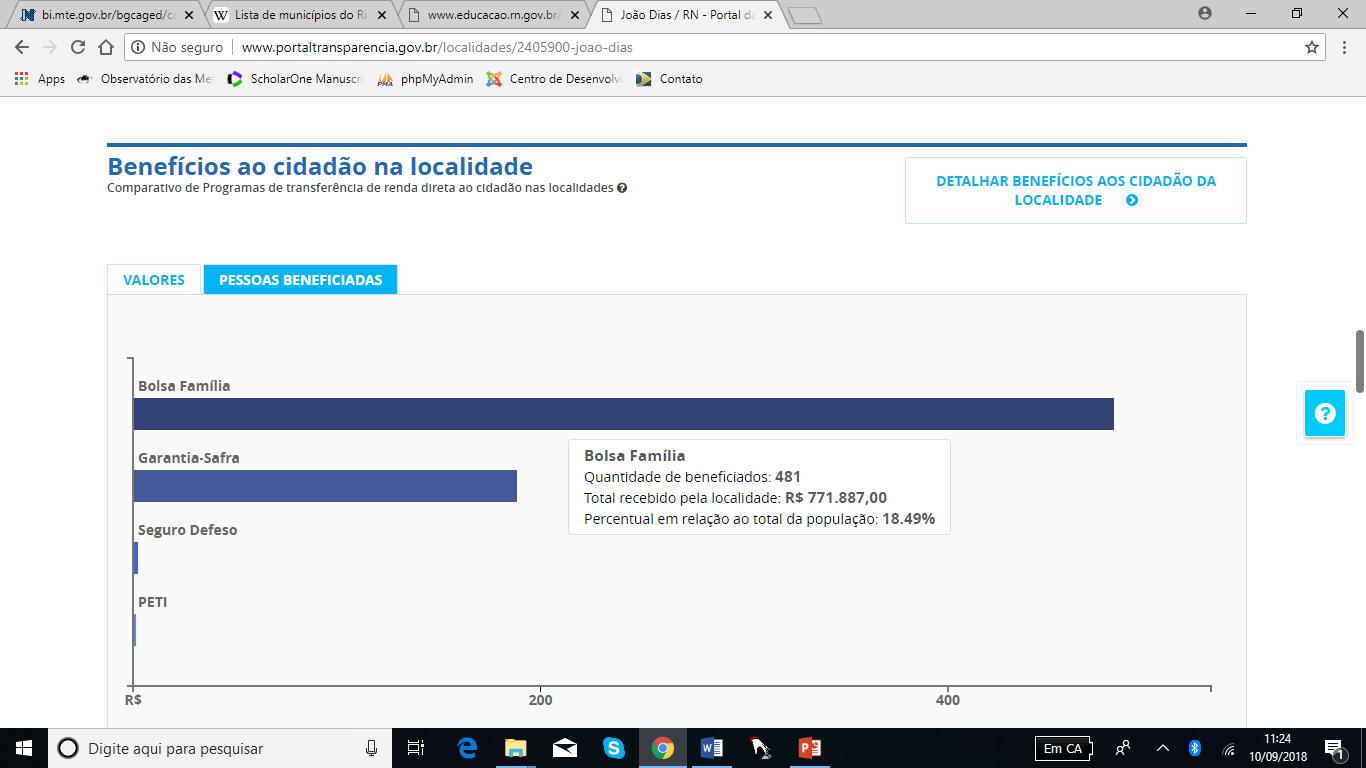 bi.mte.gov.br/bgcaged/ca
Lista de municípios do Ri
www.educacao.rn.gov.br/
João Dias / RN - Portal da
Não seguro
www.portaltransparencia.gov.br/localidades/2405900-joao-dias
Apps
Observatório das Met
ScholarOne Manuscri
phpMyAdmin
Centro de Desenvolvi
Contato
Benefícios ao cidadão na localidade
Comparativo de Programas de transferência de renda direta ao cidadão nas localidades
DETALHAR BENEFÍCIOS AOS CIDADÃO DA
LOCALIDADE
VALORES
PESSOAS BENEFICIADAS
Bolsa Família
Garantia-Safra
Bolsa Família
Quantidade de beneficiados: 481
Total recebido pela localidade: R$ 771.887,00
Percentual em relação ao total da população: 18.49%
Seguro Defeso
PETI
R$
200
400
Digite aqui para pesquisar
Em CA
11:24
10/09/2018
1